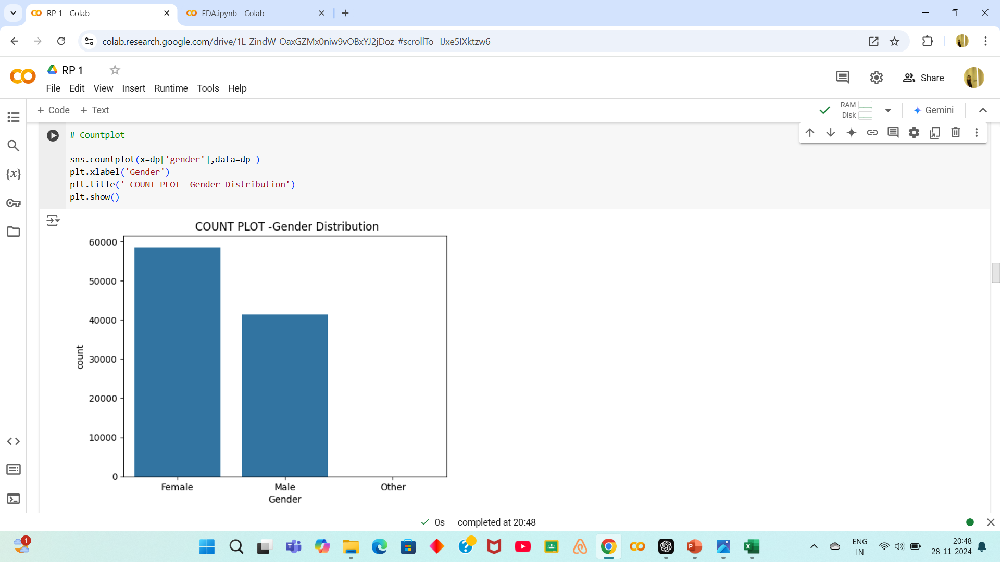 RP 1 - Colab
EDA.ipynb - Colab
colab.research.google.com/drive/1L-ZindW-OaxGZMx0niw9vOBxYJ2jDoz-#scrollTo=IJxe5IXktzw6
RP 1
File Edit View Insert Runtime Tools Help
Share
+ Code + Text
RAM
Disk
Gemini
# Countplot
sns.countplot(x=dp['gender'],data=dp )
plt.xlabel('Gender')
plt.title(' COUNT PLOT -Gender Distribution')
plt.show()
COUNT PLOT -Gender Distribution
60000
50000
40000
30000
20000
10000
0
count
Female Male Other
Gender
0s completed at 20:48
1
ENG
IN
20:48
28-11-2024